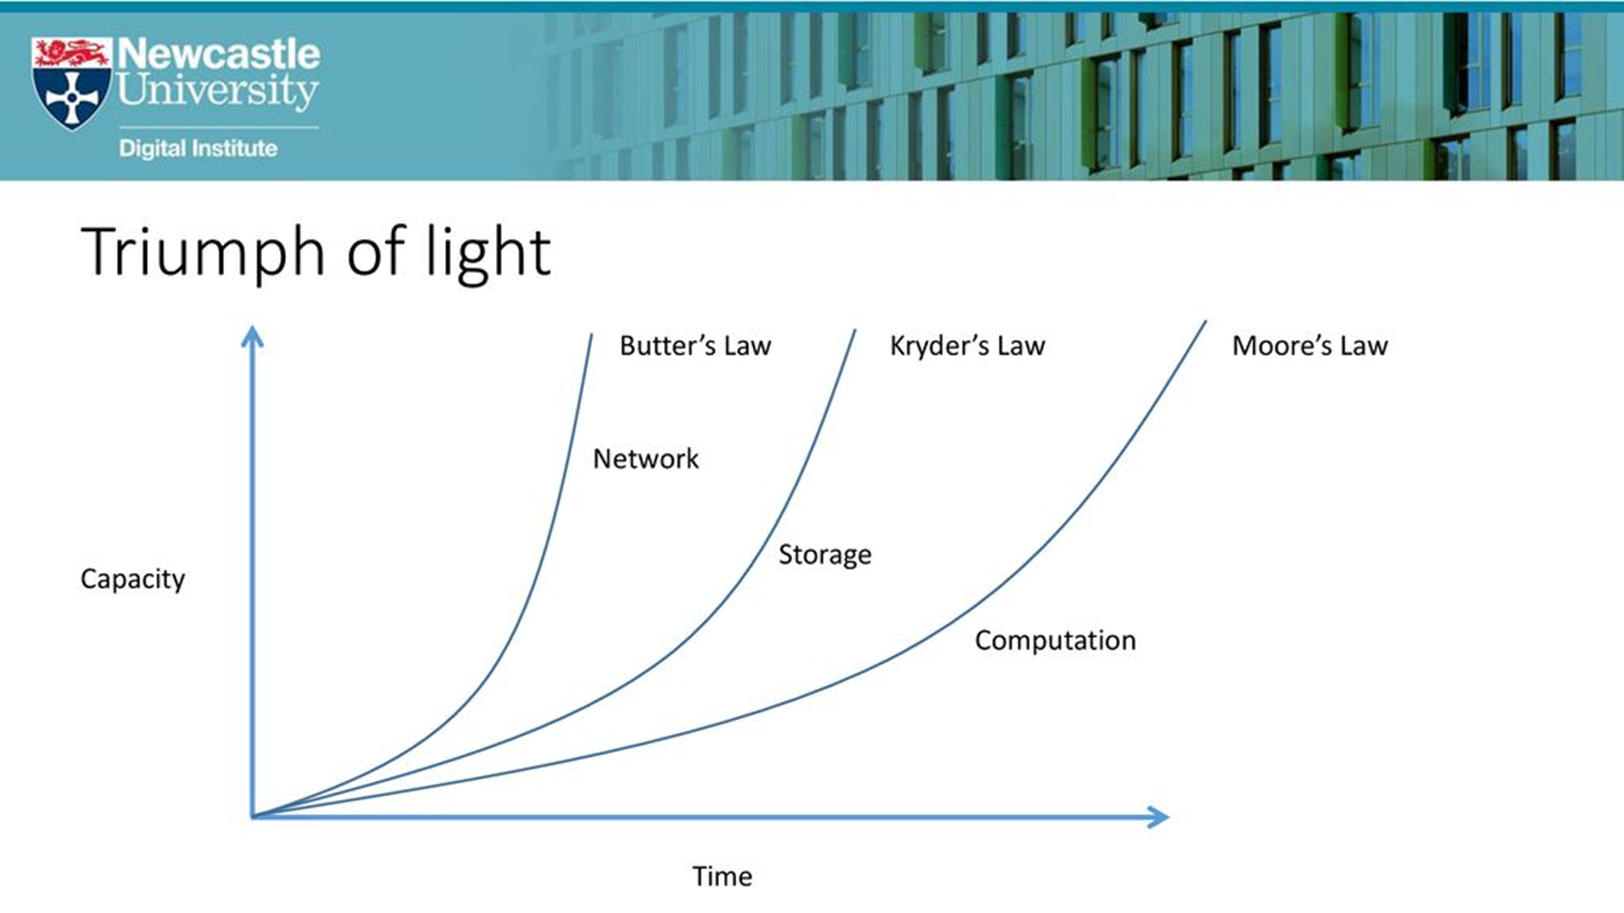 Newcastle
University
Digital Institute
Triumph of light
Butter’s Law
Kryder’s Law
Moore’s Law
Network
Storage
Capacity
Computation
Time